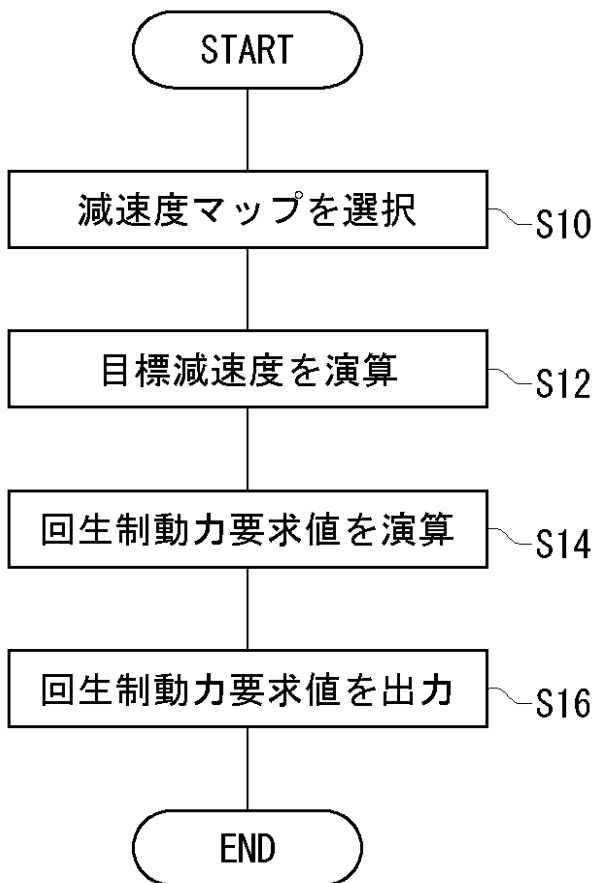 START
減速度マップを選択
S10
目標減速度を演算
S12
回生制動力要求値を演算
S14
回生制動力要求値を出力
S16
END